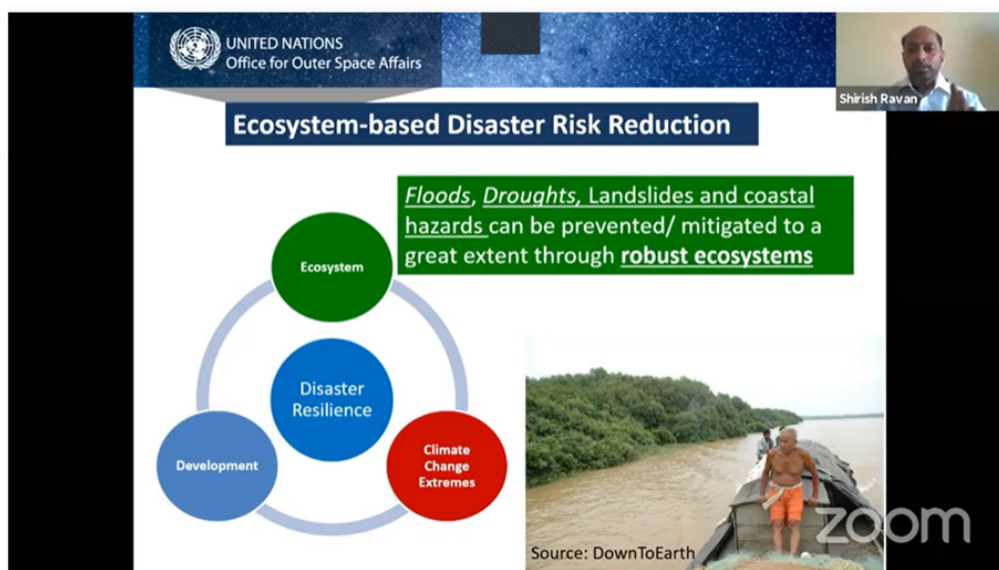 UNITED NATIONS
Office for Outer Space Affairs
Shirish Ravan
Ecosystem-based Disaster Risk Reduction
Floods, Droughts, Landslides and coastal
hazards can be prevented/ mitigated to a
great extent through robust ecosystems
Ecosystem
Disaster
Resilience
Development
Climate
Change
Extremes
Source: DownToEarth
zoom